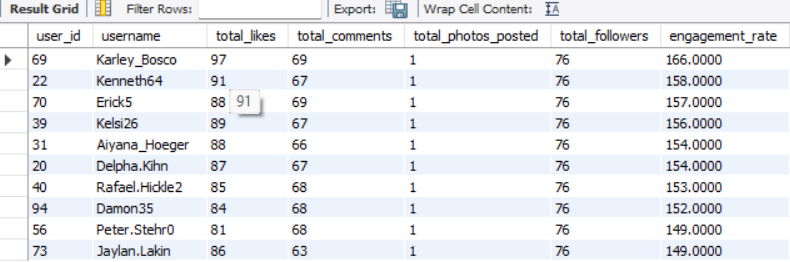 Result Grid Filter Rows: Export: Wrap Cell Content: IA
user_id username total_likes total_comments total_photos_posted total_followers engagement_rate
69 Karley_Bosco 97 69 1 76 166.0000
22 Kenneth64 91 67 1 76 158.0000
70 Erick5 88 91 69 1 76 157.0000
39 Kelsi26 89 67 1 76 156.0000
31 Aiyana_Hoeger 88 66 1 76 154.0000
20 Delpha.Kihn 87 67 1 76 154.0000
40 Rafael.Hickle2 85 68 1 76 153.0000
94 Damon35 84 68 1 76 152.0000
56 Peter.Stehr0 81 68 1 76 149.0000
73 Jaylan.Lakin 86 63 1 76 149.0000